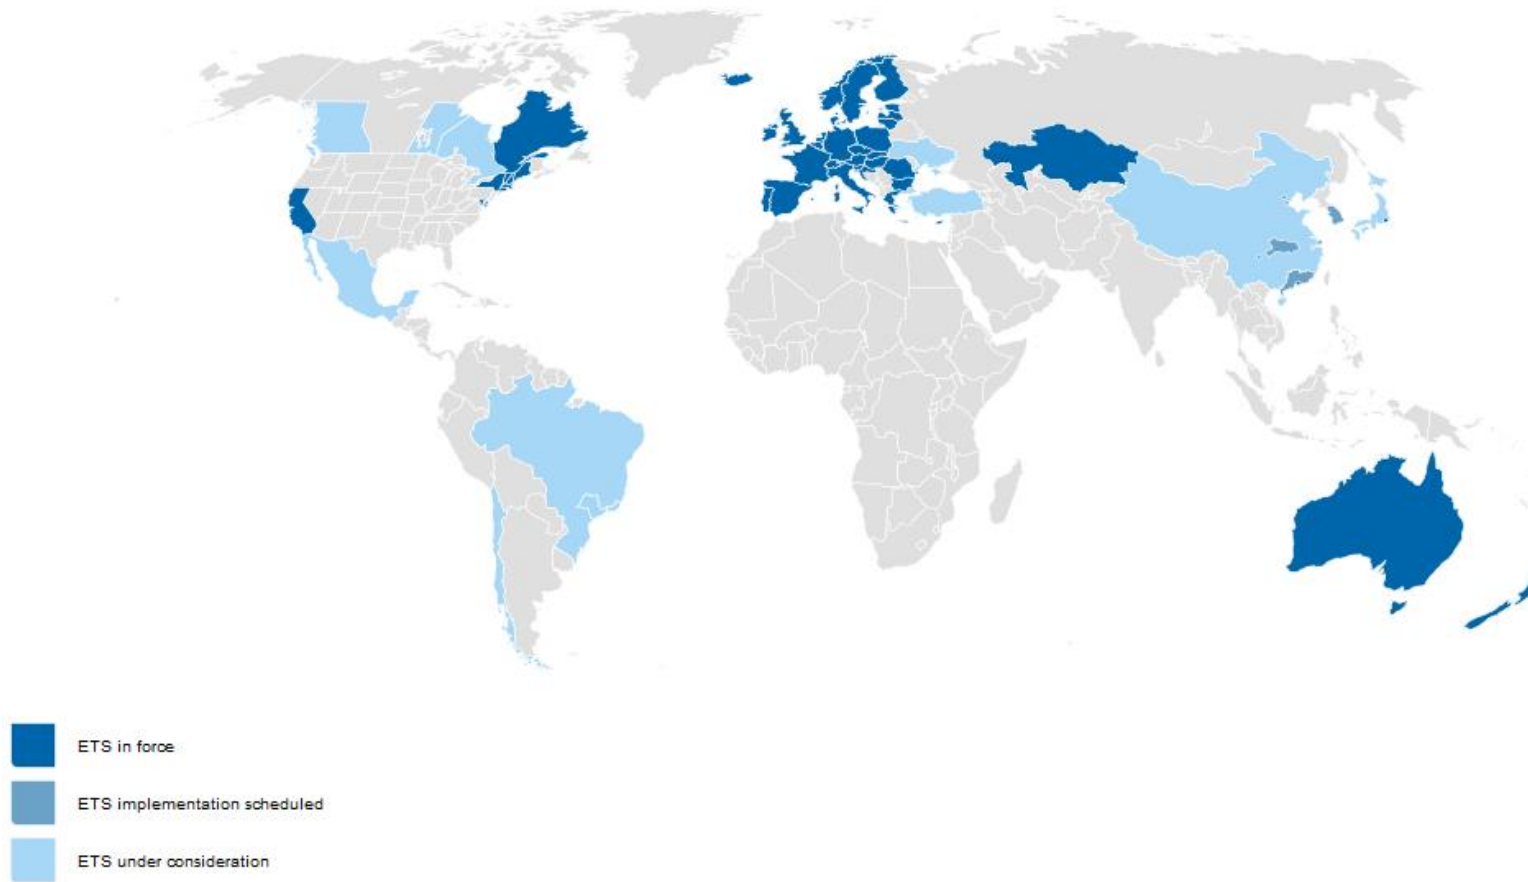 ETS in force
ETS implementation scheduled
ETS under consideration